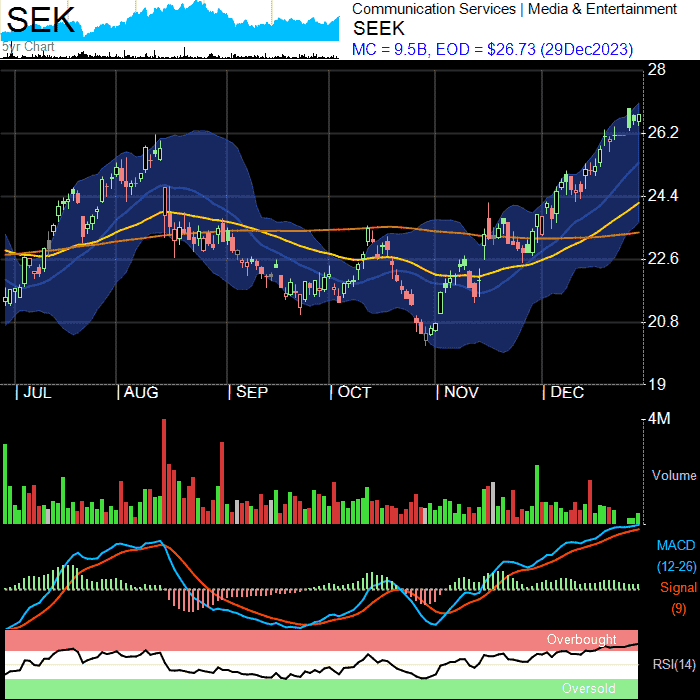 SEK
5yr Chart
Communication Services | Media & Entertainment
SEEK
MC = 9.5B, EOD = $26.73 (29Dec2023)
28
26.2
24.4
22.6
20.8
19
JUL AUG SEP OCT NOV DEC
4M
Volume
MACD
(12-26)
Signal
(9)
Overbought
RSI(14)
Oversold